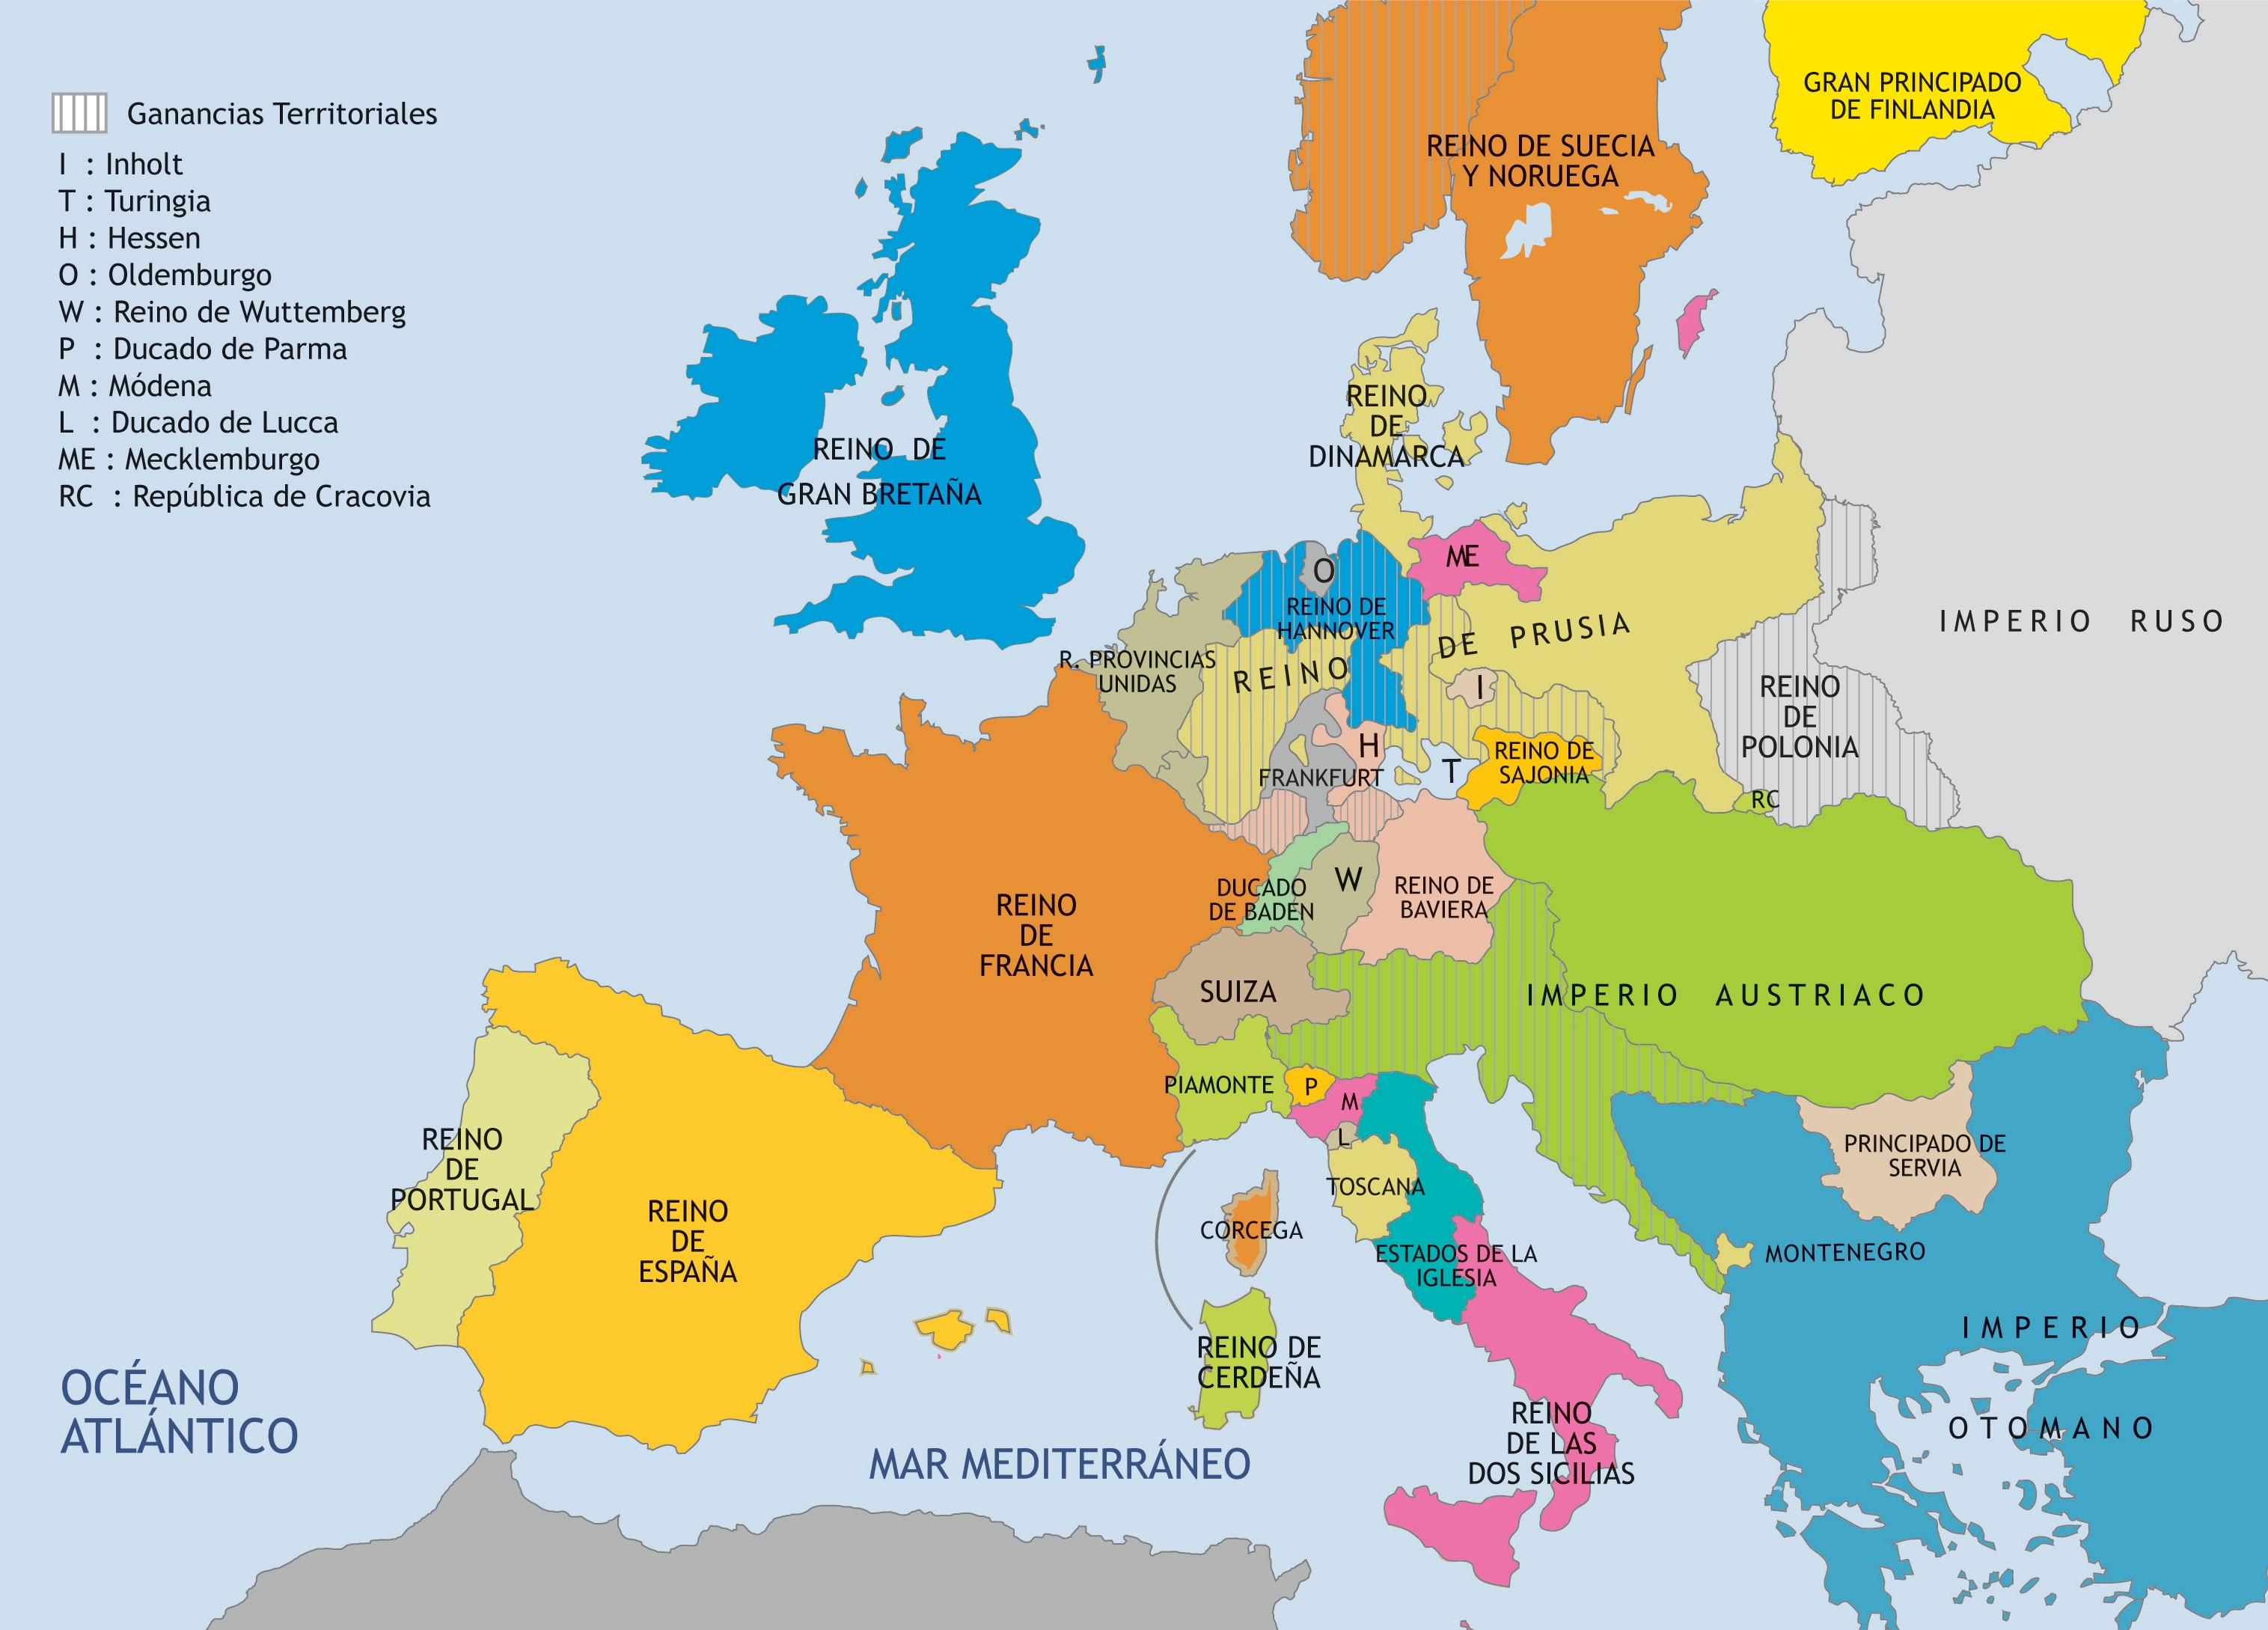 Ganancias Territoriales
I : Inholt
T : Turingia
H : Hessen
O : Oldemburgo
W : Reino de Wuttemberg
P : Ducado de Parma
M : Módena
L : Ducado de Lucca
ME : Mecklemburgo
RC : República de Cracovia
GRAN PRINCIPADO
DE FINLANDIA
REINO DE SUECIA
Y NORUEGA
REINO
DE
DINAMARCA
REINO DE
GRAN BRETAÑA
ME
O
REINO DE
HANNOVER
IMPERIO RUSO
REINO DE PRUSIA
R. PROVINCIAS
UNIDAS
I
REINO
DE
POLONIA
H
T
REINO DE
SAJONIA
FRANKFURT
RC
DUCADO
DE BADEN
W
REINO DE
BAVIERA
REINO
DE
FRANCIA
SUIZA
IMPERIO AUSTRIACO
PIAMONTE
P
M
L
REINO
DE
PORTUGAL
PRINCIPADO DE
SERVIA
TOSCANA
REINO
DE
ESPAÑA
CORCEGA
ESTADOS DE LA
IGLESIA
MONTENEGRO
IMPERIO
OTOMANO
REINO DE
CERDEÑA
OCÉANO
ATLÁNTICO
REINO
DE LAS
DOS SICILIAS
MAR MEDITERRÁNEO